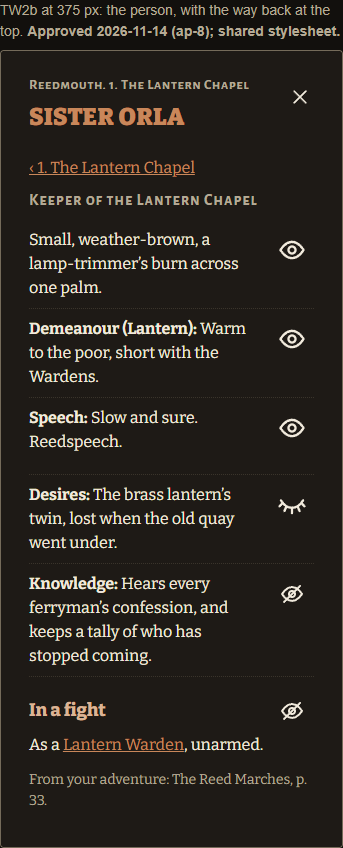 TW2b at 375 px: the person, with the way back at the
top. Approved 2026-11-14 (ap-8); shared stylesheet.
Reedmouth. 1. The Lantern Chapel
SISTER ORLA
‹ 1. The Lantern Chapel
Keeper of the Lantern Chapel
Small, weather-brown, a
lamp-trimmer’s burn across
one palm.
Demeanour (Lantern): Warm
to the poor, short with the
Wardens.
Speech: Slow and sure.
Reedspeech.
Desires: The brass lantern’s
twin, lost when the old quay
went under.
Knowledge: Hears every
ferryman’s confession, and
keeps a tally of who has
stopped coming.
In a fight
As a Lantern Warden, unarmed.
From your adventure: The Reed Marches, p.
33.